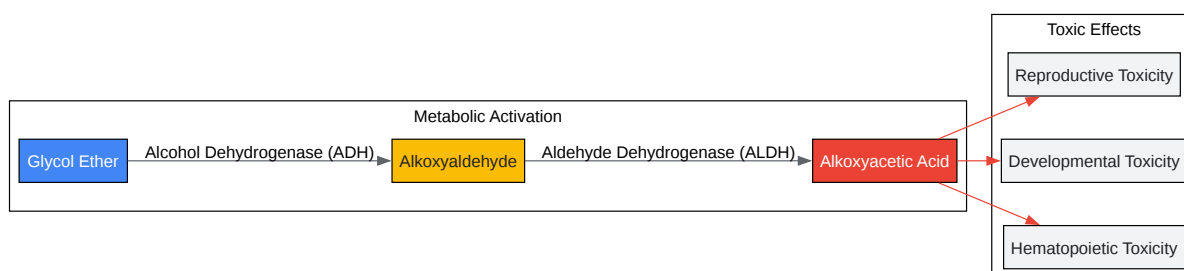 Toxic Effects
Reproductive Toxicity
Metabolic Activation
Glycol Ether
Alcohol Dehydrogenase (ADH)
Alkoxyaldehyde
Aldehyde Dehydrogenase (ALDH)
Alkoxyacetic Acid
Developmental Toxicity
Hematopoietic Toxicity